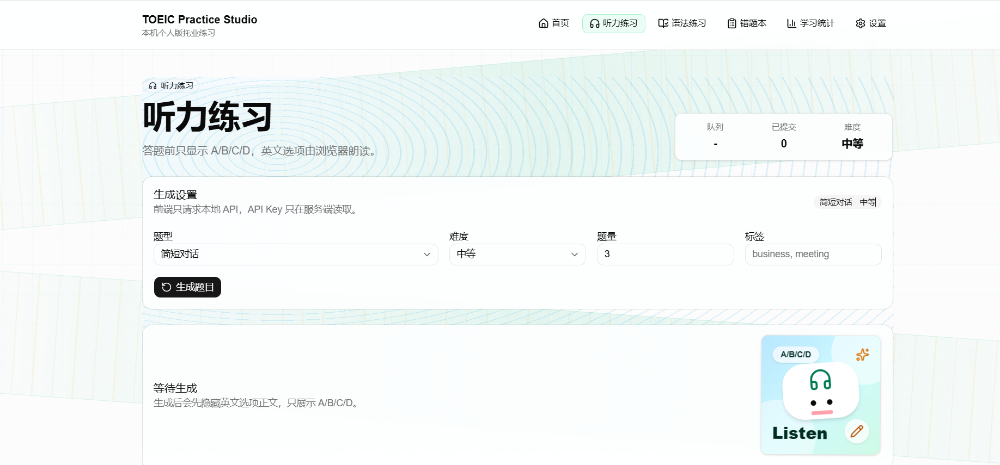 TOEIC Practice Studio
本机个人版托业练习
首页
听力练习
语法练习
错题本
学习统计
设置
听力练习
听力练习
答题前只显示 A/B/C/D，英文选项由浏览器朗读。
队列
已提交
难度
-
0
中等
生成设置
前端只请求本地 API，API Key 只在服务端读取。
简短对话 · 中等
题型
难度
题量
标签
简短对话
中等
3
business, meeting
生成题目
等待生成
生成后会先隐藏英文选项正文，只展示 A/B/C/D。
A/B/C/D
Listen